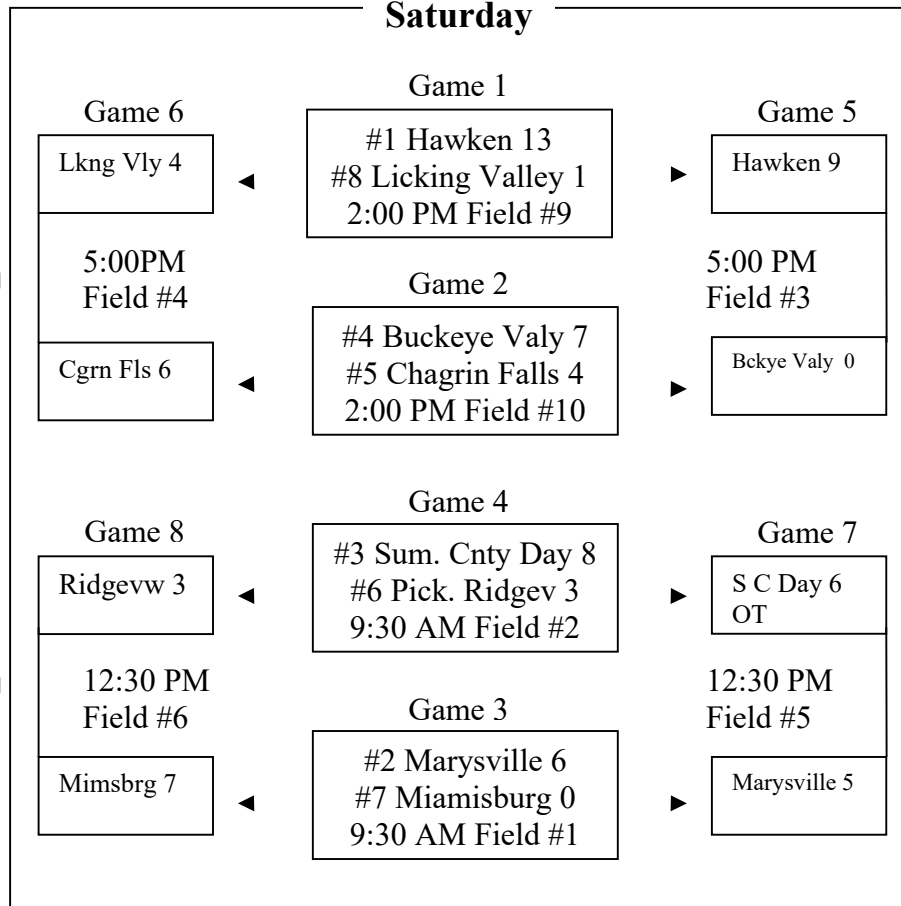 Saturday
Game 1
Game 6
Game 5
#1 Hawken 13
#8 Licking Valley 1
2:00 PM Field #9
Lkng Vly 4
◄
►
Hawken 9
5:00PM
Field #4
5:00 PM
Field #3
Game 2
#4 Buckeye Valy 7
#5 Chagrin Falls 4
2:00 PM Field #10
Cgrn Fls 6
◄
►
Bckye Valy 0
Game 4
Game 8
Game 7
#3 Sum. Cnty Day 8
#6 Pick. Ridgev 3
9:30 AM Field #2
Ridgevw 3
◄
►
S C Day 6
OT
12:30 PM
Field #6
12:30 PM
Field #5
Game 3
#2 Marysville 6
#7 Miamisburg 0
9:30 AM Field #1
Mimsbrg 7
◄
►
Marysville 5